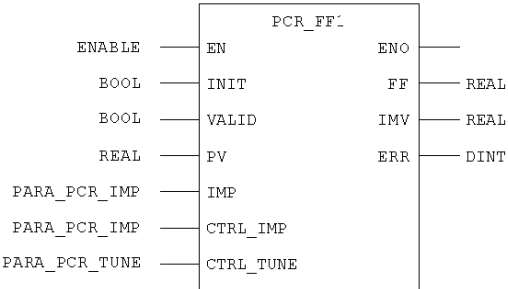 PCR_FF1
ENABLE EN ENO
BOOL INIT FF REAL
BOOL VALID IMV REAL
REAL PV ERR DINT
PARA_PCR_IMP IMP
PARA_PCR_IMP CTRL_IMP
PARA_PCR_TUNE CTRL_TUNE